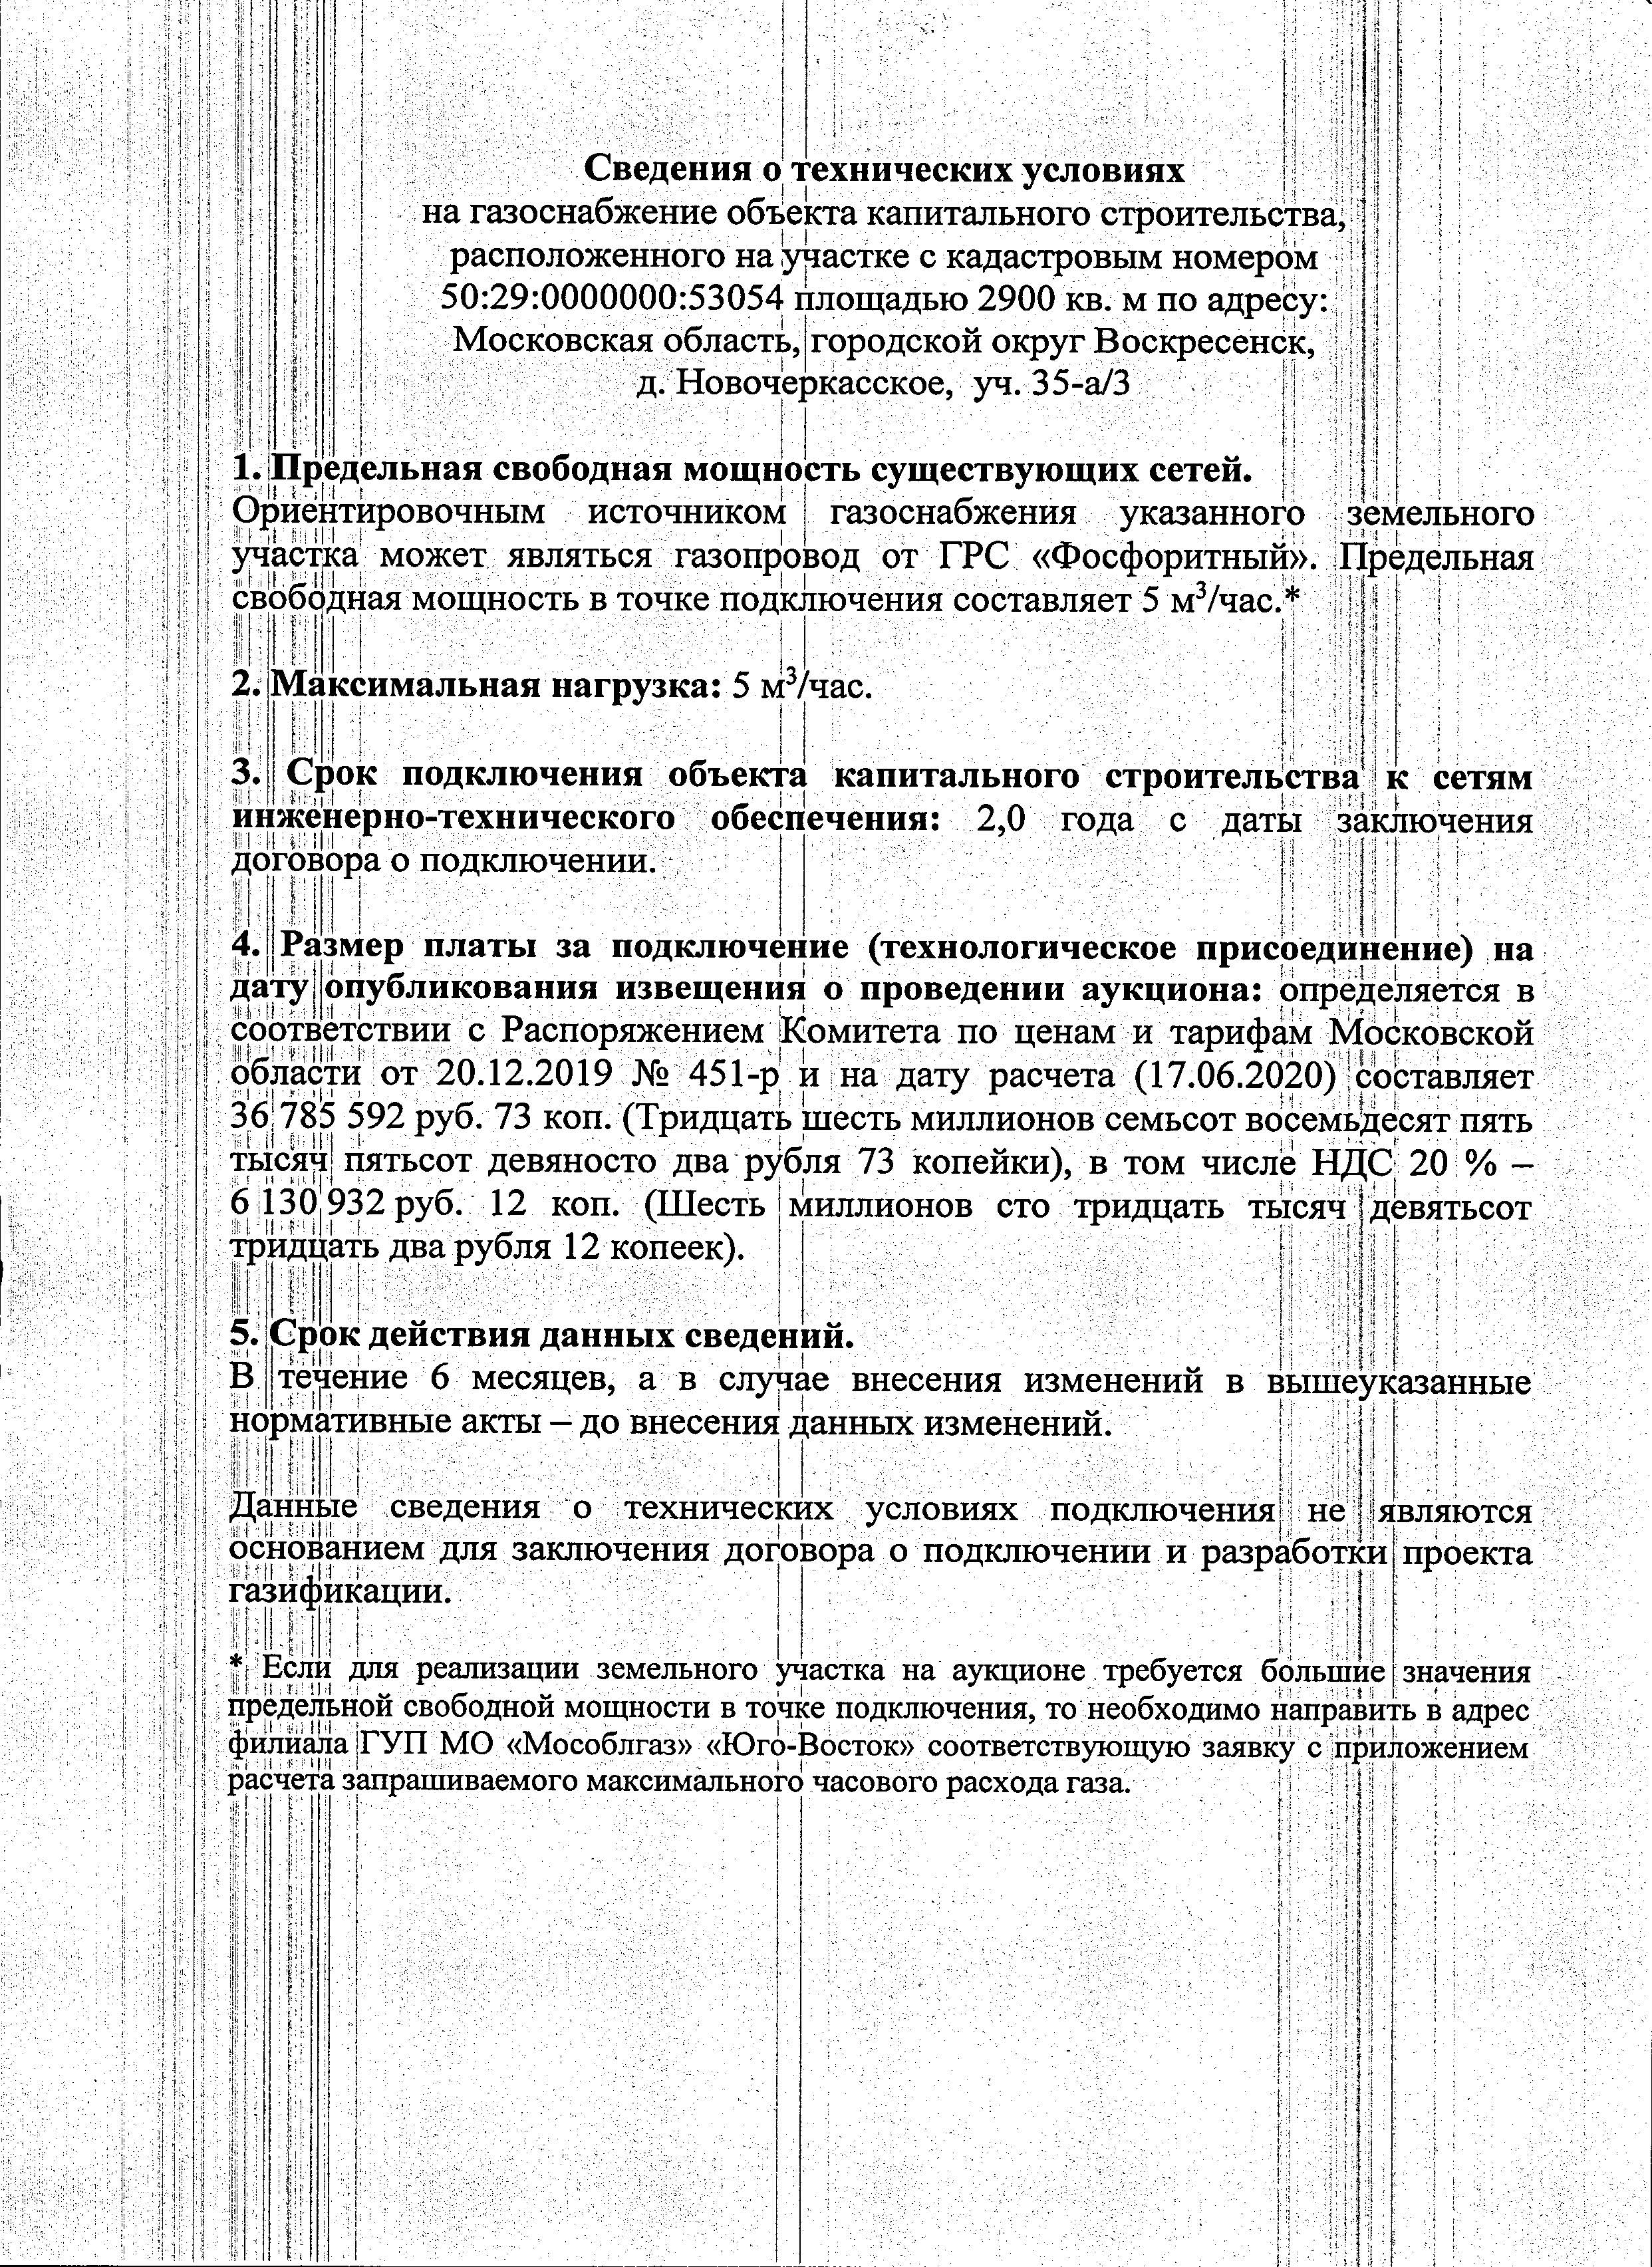 Сведения о технических условиях
на газоснабжение объекта капитального строительства,
расположенного на участке с кадастровым номером
50:29:0000000:53054 площадью 2900 кв. м по адресу:
Московская область, городской округ Воскресенск,
д. Новочеркасское, уч. 35-а/3
1. Предельная свободная мощность существующих сетей.
Ориентировочным источником газоснабжения указанного земельного
участка может являться газопровод от ГРС «Фосфоритный». Предельная
свободная мощность в точке подключения составляет 5 м³/час.*
2. Максимальная нагрузка: 5 м³/час.
3. Срок подключения объекта капитального строительства к сетям
инженерно-технического обеспечения: 2,0 года с даты заключения
договора о подключении.
4. Размер платы за подключение (технологическое присоединение) на
дату опубликования извещения о проведении аукциона: определяется в
соответствии с Распоряжением Комитета по ценам и тарифам Московской
области от 20.12.2019 № 451-р и на дату расчета (17.06.2020) составляет
36 785 592 руб. 73 коп. (Тридцать шесть миллионов семьсот восемьдесят пять
тысяч пятьсот девяносто два рубля 73 копейки), в том числе НДС 20 % –
6 130 932 руб. 12 коп. (Шесть миллионов сто тридцать тысяч девятьсот
тридцать два рубля 12 копеек).
5. Срок действия данных сведений.
В течение 6 месяцев, а в случае внесения изменений в вышеуказанные
нормативные акты – до внесения данных изменений.
Данные сведения о технических условиях подключения не являются
основанием для заключения договора о подключении и разработки проекта
газификации.
* Если для реализации земельного участка на аукционе требуется большие значения
предельной свободной мощности в точке подключения, то необходимо направить в адрес
филиала ГУП МО «Мособлгаз» «Юго-Восток» соответствующую заявку с приложением
расчета запрашиваемого максимального часового расхода газа.